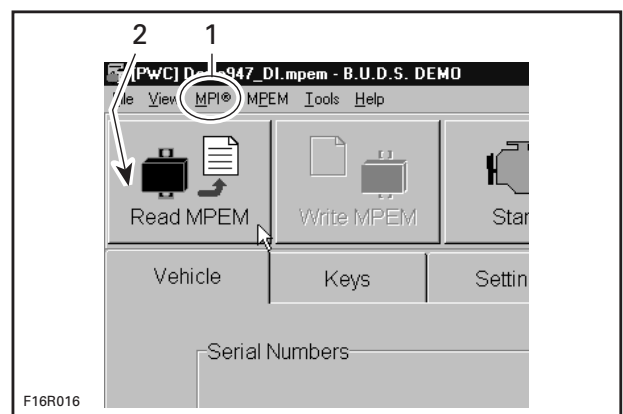 2 1
[PWC] D 947_DI.mpem - B.U.D.S. DEMO
View MPI® MPEM Tools Help
Read MPEM Write MPEM Star
Vehicle Keys Settin
Serial Numbers
F16R016